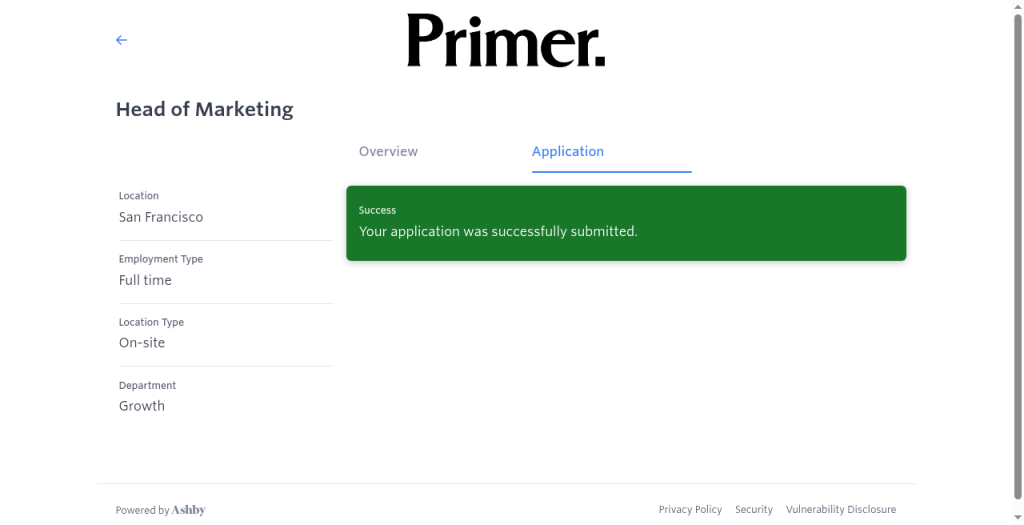 Primer.
Head of Marketing
Overview
Application
Location
San Francisco
Employment Type
Full time
Location Type
On-site
Department
Growth
Success
Your application was successfully submitted.
Powered by Ashby
Privacy Policy
Security
Vulnerability Disclosure